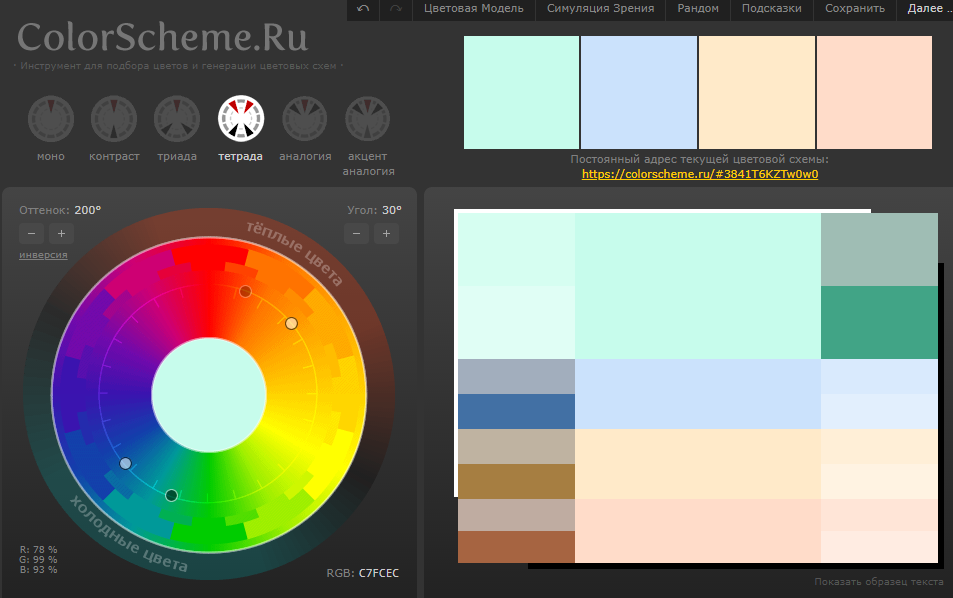 Цветовая Модель Симуляция Зрения Рандом Подсказки Сохранить Далее ..
ColorScheme.Ru
· Инструмент для подбора цветов и генерации цветовых схем ·
моно контраст триада тетрада аналогия акцент
аналогия
Постоянный адрес текущей цветовой схемы:
https://colorscheme.ru/#3841T6KZTw0w0
Оттенок: 200° Угол: 30°
− + − +
инверсия
тёплые цвета
холодные цвета
R: 78 %
G: 99 %
B: 93 %
RGB: C7FCEC
Показать образец текста